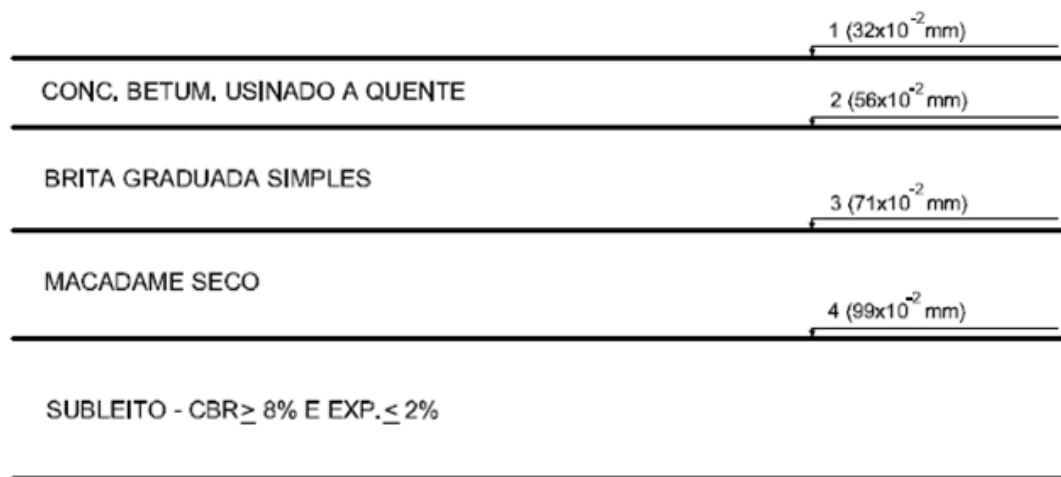 1 (32x10⁻²mm)
CONC. BETUM. USINADO A QUENTE
2 (56x10⁻²mm)
BRITA GRADUADA SIMPLES
3 (71x10⁻²mm)
MACADAME SECO
4 (99x10⁻²mm)
SUBLEITO - CBR≥ 8% E EXP.≤ 2%